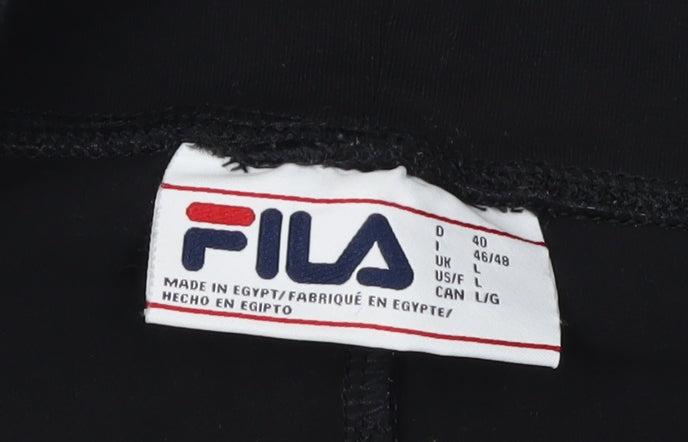 FILA
D 40
I 46/48
UK L
US/F L
CAN L/G
MADE IN EGYPT/FABRIQUÉ EN EGYPTE/
HECHO EN EGIPTO